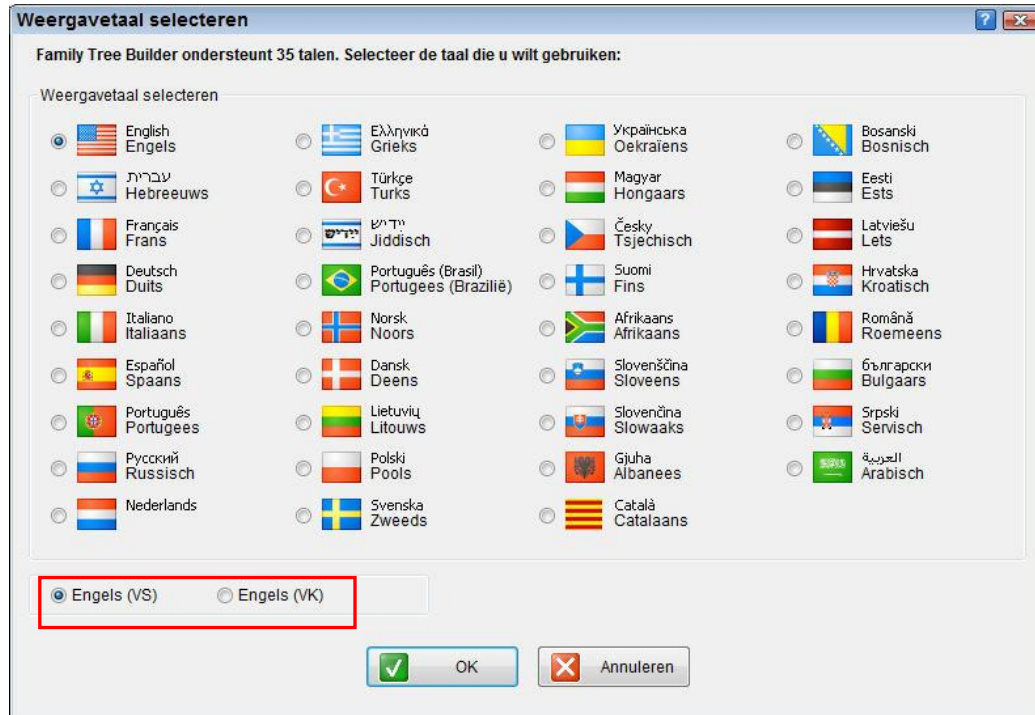 Weergavetaal selecteren
Family Tree Builder ondersteunt 35 talen. Selecteer de taal die u wilt gebruiken:
Weergavetaal selecteren
English
Engels
עברית
Hebreeuws
Français
Frans
Deutsch
Duits
Italiano
Italiaans
Español
Spaans
Português
Portugees
Русский
Russisch
Nederlands
Ελληνικά
Grieks
Türkçe
Turks
ייִדיש
ייִדיש
Jiddisch
Português (Brasil)
Portugees (Brazilië)
Norsk
Noors
Dansk
Deens
Lietuvių
Litouws
Polski
Pools
Svenska
Zweeds
Українська
Oekraïens
Magyar
Hongaars
Česky
Tsjechisch
Suomi
Fins
Afrikaans
Afrikaans
Slovenščina
Sloveens
Slovenčina
Slowaaks
Gjuha
Albanees
Català
Catalaans
Bosanski
Bosnisch
Eesti
Ests
Latviešu
Lets
Hrvatska
Kroatisch
Română
Roemeens
български
Bulgaars
Srpski
Servisch
العربية
Arabisch
Engels (VS)
Engels (VK)
OK
Annuleren